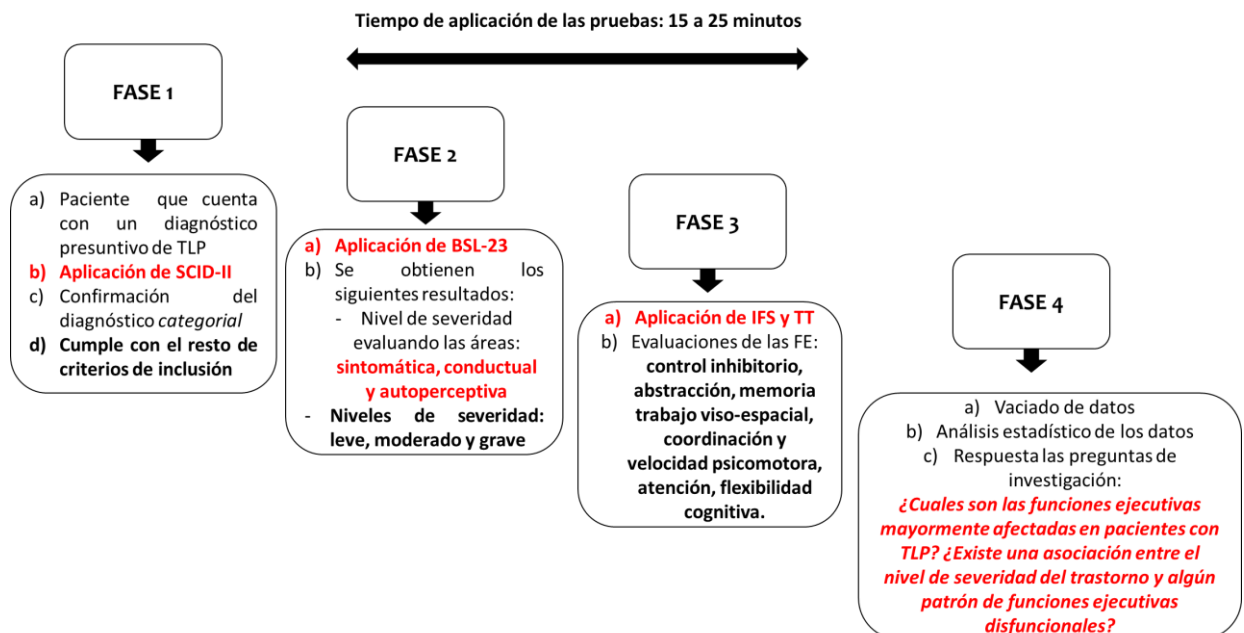 Tiempo de aplicación de las pruebas: 15 a 25 minutos
FASE 1
a) Paciente que cuenta
con un diagnóstico
presuntivo de TLP
b) Aplicación de SCID-II
c) Confirmación del
diagnóstico categorial
d) Cumple con el resto de
criterios de inclusión
FASE 2
a) Aplicación de BSL-23
b) Se obtienen los
siguientes resultados:
- Nivel de severidad
evaluando las áreas:
sintomática, conductual
y autoperceptiva
- Niveles de severidad:
leve, moderado y grave
FASE 3
a) Aplicación de IFS y TT
b) Evaluaciones de las FE:
control inhibitorio,
abstracción, memoria
trabajo viso-espacial,
coordinación y
velocidad psicomotora,
atención, flexibilidad
cognitiva.
FASE 4
a) Vaciado de datos
b) Análisis estadístico de los datos
c) Respuesta las preguntas de
investigación:
¿Cuales son las funciones ejecutivas
mayormente afectadas en pacientes con
TLP? ¿Existe una asociación entre el
nivel de severidad del trastorno y algún
patrón de funciones ejecutivas
disfuncionales?